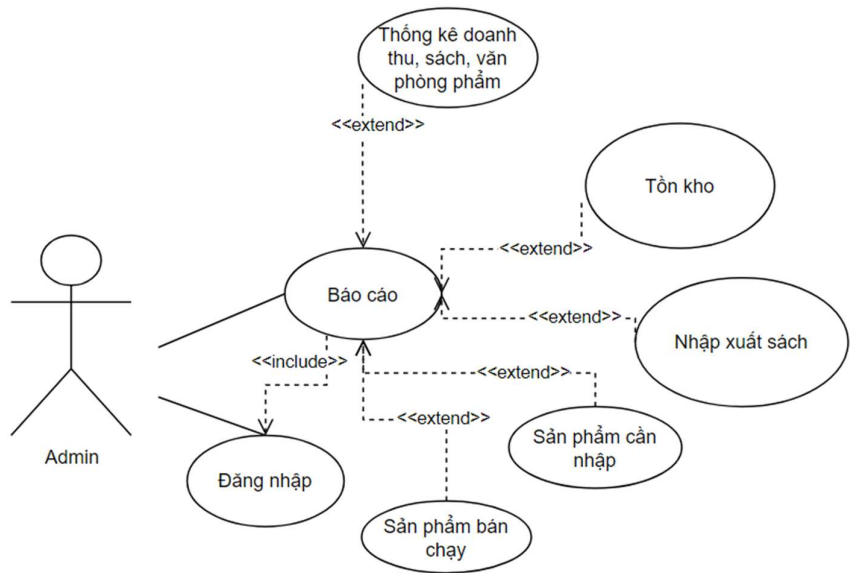 Thống kê doanh
thu, sách, văn
phòng phẩm
<<extend>>
Tồn kho
<<extend>>
Báo cáo
<<extend>>
Nhập xuất sách
<<include>>
<<extend>>
<<extend>>
Admin
Sản phẩm cần
nhập
Đăng nhập
Sản phẩm bán
chạy